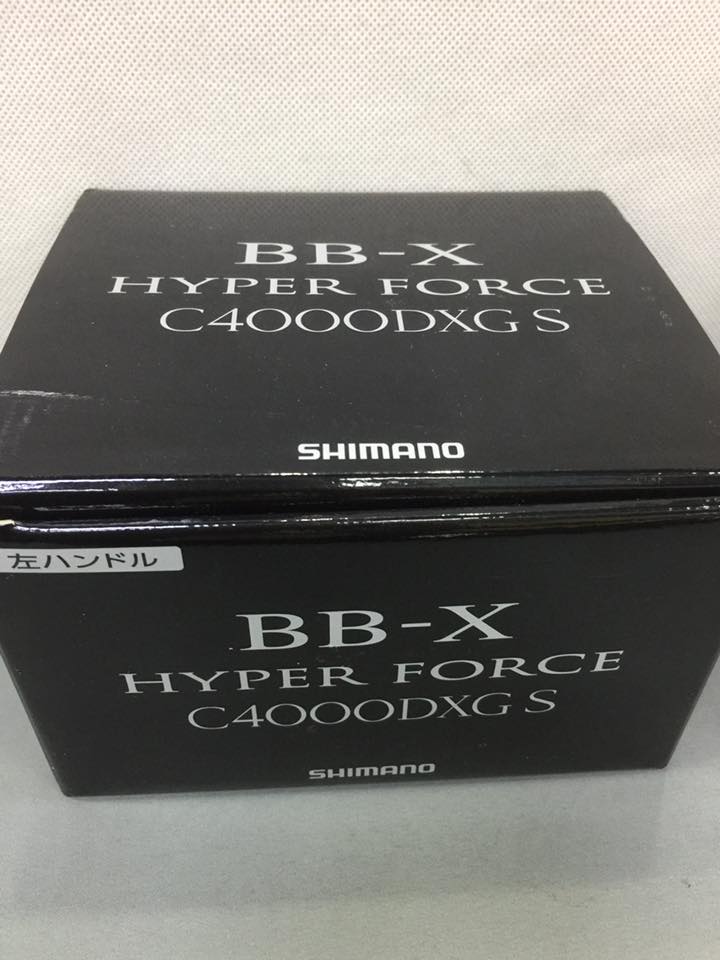 BB-X
HYPER FORCE
C4000DXG S
SHIMANO
左ハンドル
BB-X
HYPER FORCE
C4000DXG S
SHIMANO